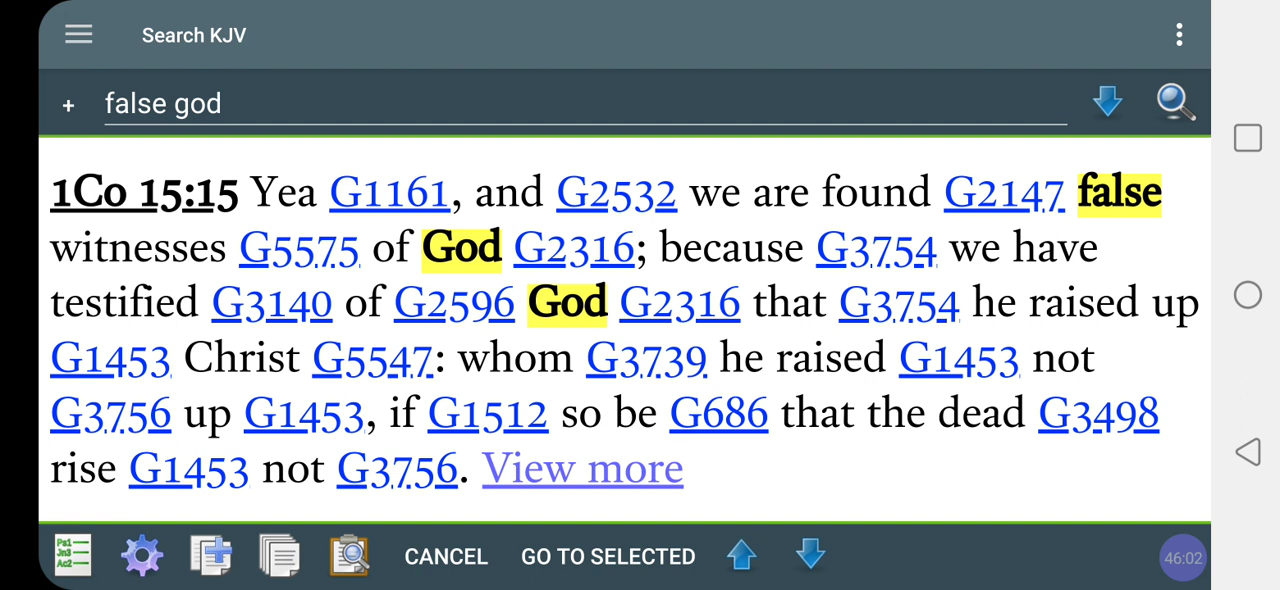 Search KJV
+ false god
1Co 15:15 Yea G1161, and G2532 we are found G2147 false
witnesses G5575 of God G2316; because G3754 we have
testified G3140 of G2596 God G2316 that G3754 he raised up
G1453 Christ G5547: whom G3739 he raised G1453 not
G3756 up G1453, if G1512 so be G686 that the dead G3498
rise G1453 not G3756. View more
Ps1
Jn3
Ac2
CANCEL GO TO SELECTED
46:02